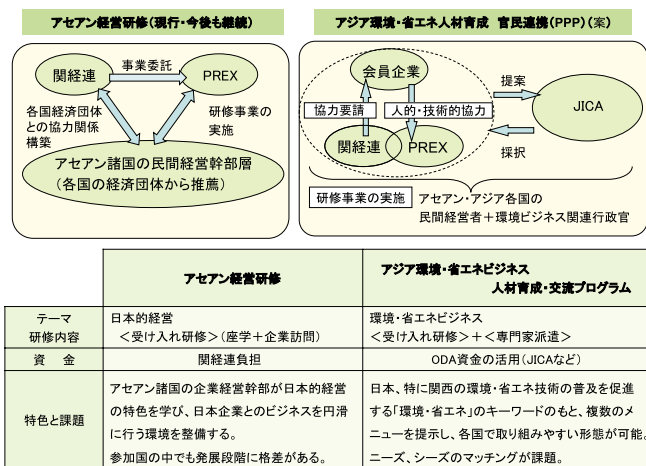 アセアン経営研修(現行・今後も継続)
関経連
事業委託
PREX
各国経済団体
との協力関係
構築
研修事業の
実施
アセアン諸国の民間経営幹部層
(各国の経済団体から推薦)
アジア環境・省エネ人材育成 官民連携(PPP)(案)
会員企業
協力要請
人的・技術的協力
関経連
PREX
提案
JICA
採択
研修事業の実施
アセアン・アジア各国の
民間経営者+環境ビジネス関連行政官
アセアン経営研修
アジア環境・省エネビジネス
人材育成・交流プログラム
テーマ
研修内容
日本的経営
<受け入れ研修>(座学+企業訪問)
環境・省エネビジネス
<受け入れ研修>+<専門家派遣>
資 金
関経連負担
ODA資金の活用(JICAなど)
特色と課題
アセアン諸国の企業経営幹部が日本的経営
の特色を学び、日本企業とのビジネスを円滑
に行う環境を整備する。
参加国の中でも発展段階に格差がある。
日本、特に関西の環境・省エネ技術の普及を促進
する「環境・省エネ」のキーワードのもと、複数のメ
ニューを提示し、各国で取り組みやすい形態が可能。
ニーズ、シーズのマッチングが課題。